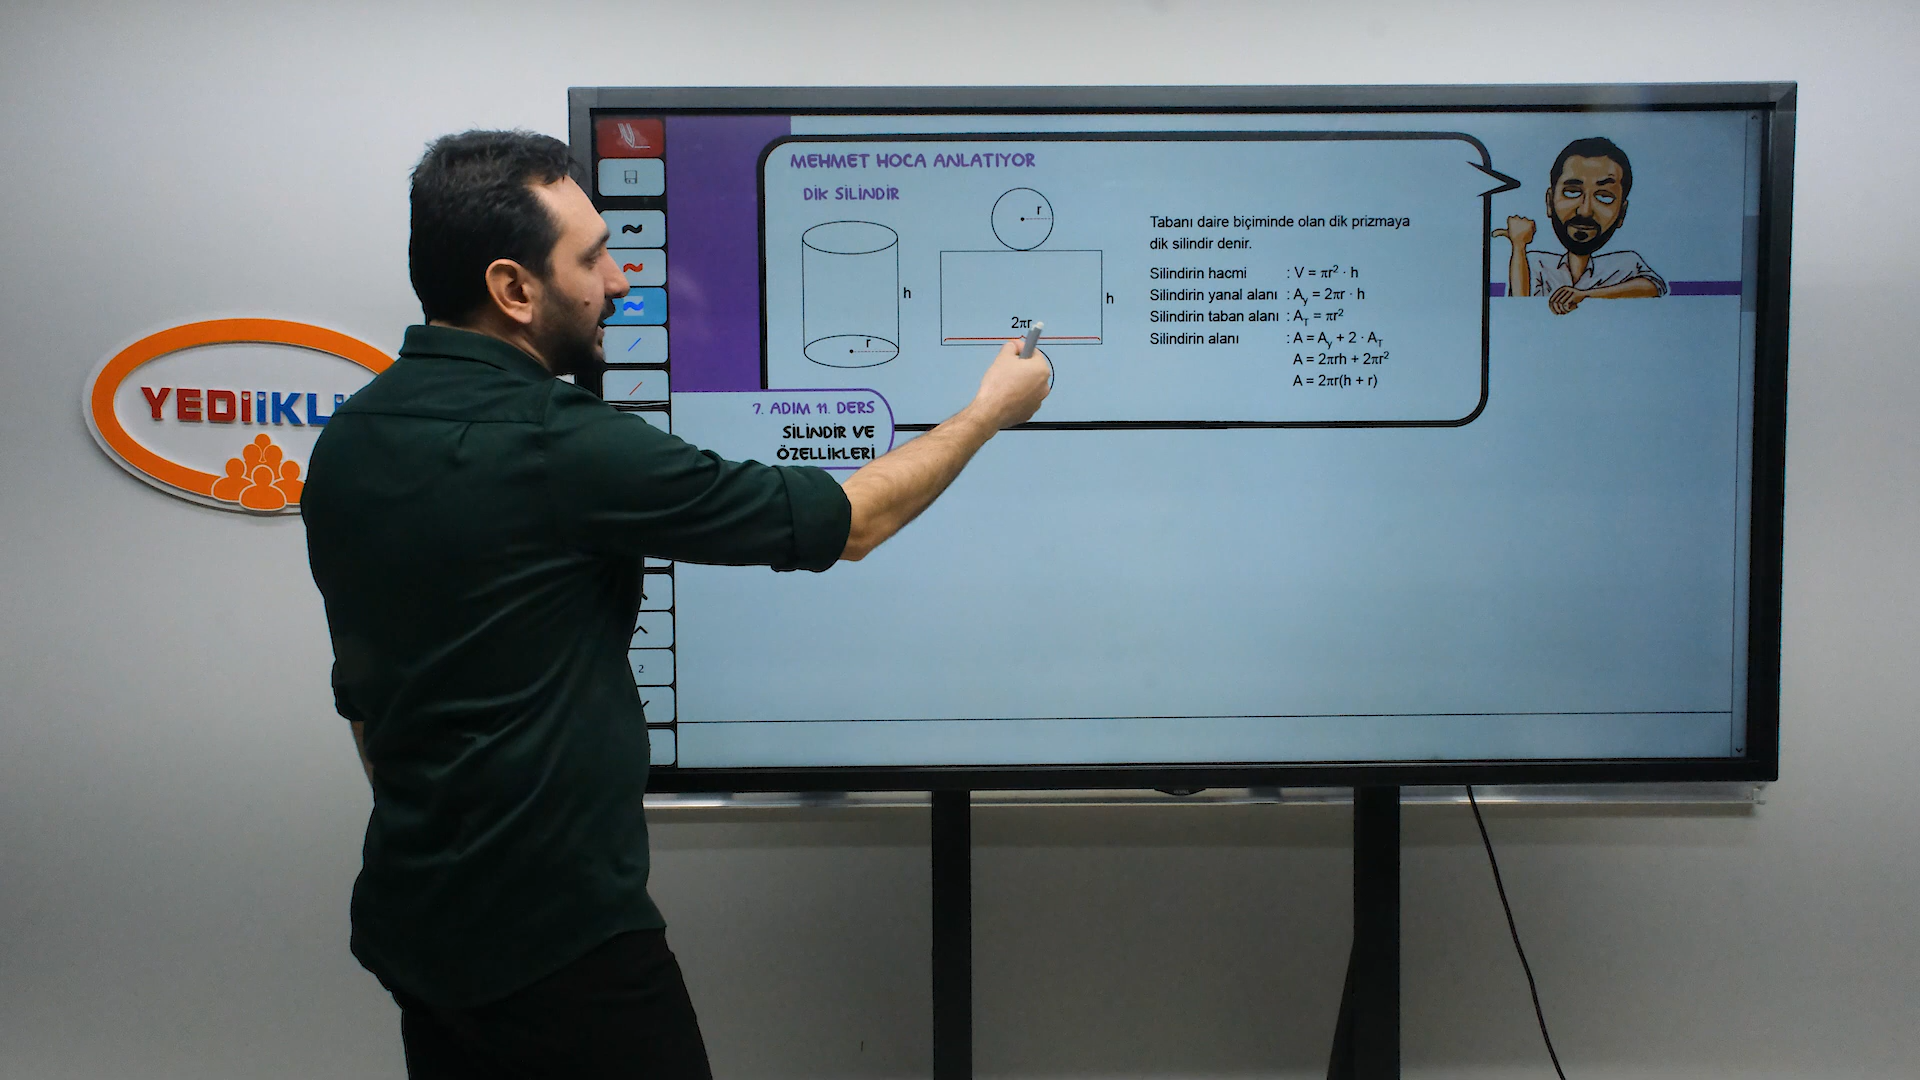 MEHMET HOCA ANLATIYOR
DİK SİLİNDİR
r
h
r
h
2πr
Tabanı daire biçiminde olan dik prizmaya
dik silindir denir.
Silindirin hacmi : V = πr² · h
Silindirin yanal alanı : Ay = 2πr · h
Silindirin taban alanı : AT = πr²
Silindirin alanı : A = Ay + 2 · AT
A = 2πrh + 2πr²
A = 2πr(h + r)
7. ADIM 11. DERS
SİLİNDİR VE
ÖZELLİKLERİ
2